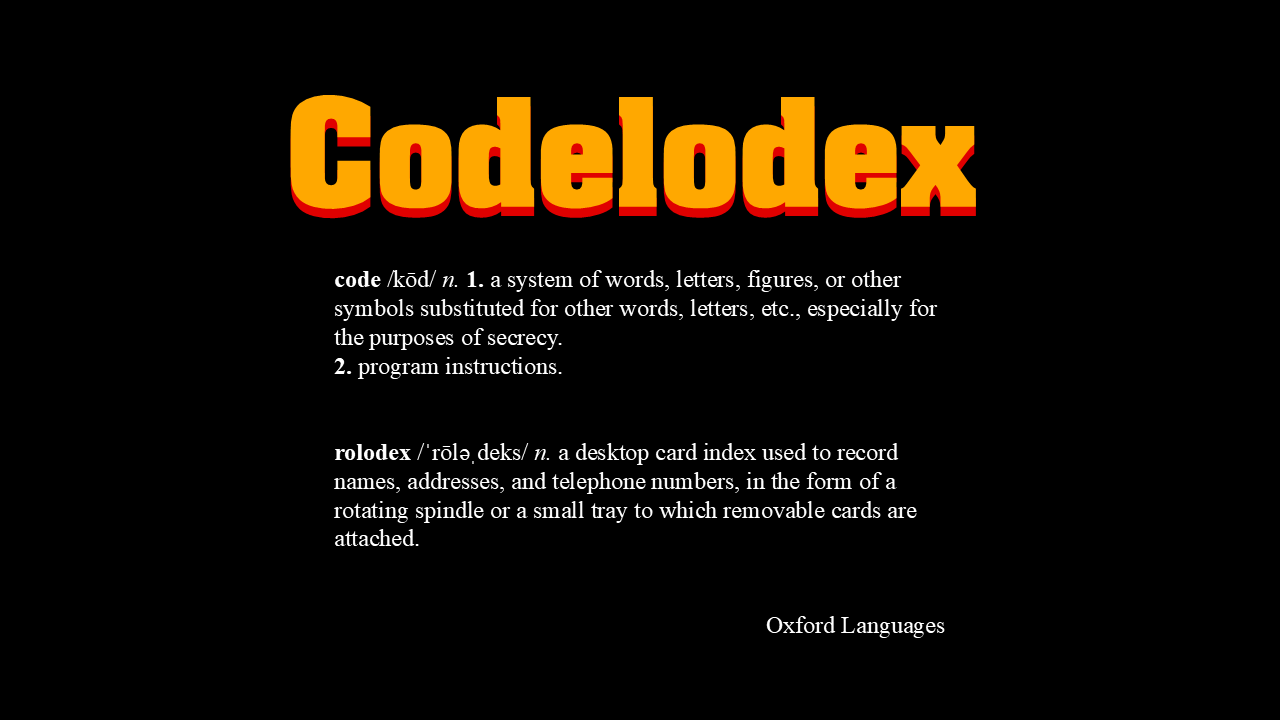 Codelodex
code /kōd/ n. 1. a system of words, letters, figures, or other
symbols substituted for other words, letters, etc., especially for
the purposes of secrecy.
2. program instructions.
rolodex /ˈrōləˌdeks/ n. a desktop card index used to record
names, addresses, and telephone numbers, in the form of a
rotating spindle or a small tray to which removable cards are
attached.
Oxford Languages